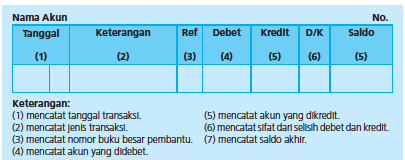 Nama Akun No.
Tanggal Keterangan Ref Debet Kredit D/K Saldo
(1) (2) (3) (4) (5) (6) (5)
Keterangan:
(1) mencatat tanggal transaksi. (5) mencatat akun yang dikredit.
(2) mencatat jenis transaksi. (6) mencatat sifat dari selisih debet dan kredit.
(3) mencatat nomor buku besar pembantu. (7) mencatat saldo akhir.
(4) mencatat akun yang didebet.